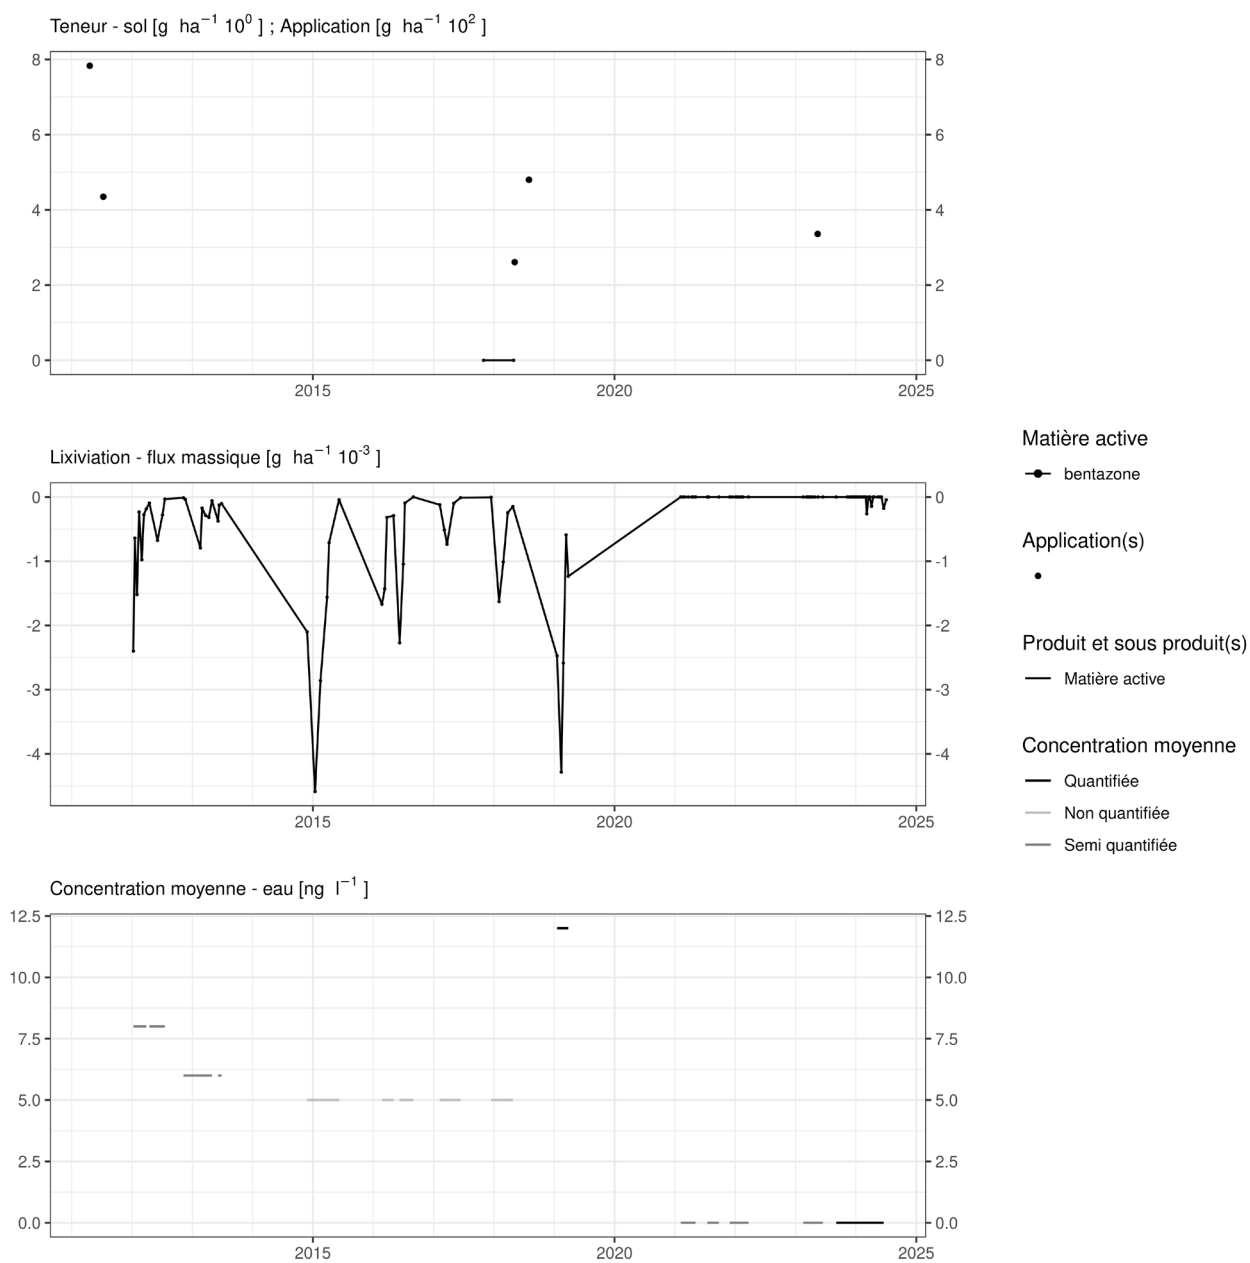 Teneur - sol [g ha−1 100 ] ; Application [g ha−1 102 ]
8 8
6 6
4 4
2 2
0 0
2015 2020 2025
Lixiviation - flux massique [g ha−1 10-3 ]
0 0
-1 -1
-2 -2
-3 -3
-4 -4
2015 2020 2025
Concentration moyenne - eau [ng l−1 ]
12.5 12.5
10.0 10.0
7.5 7.5
5.0 5.0
2.5 2.5
0.0 0.0
2015 2020 2025
Matière active
bentazone
Application(s)
Produit et sous produit(s)
Matière active
Concentration moyenne
Quantifiée
Non quantifiée
Semi quantifiée